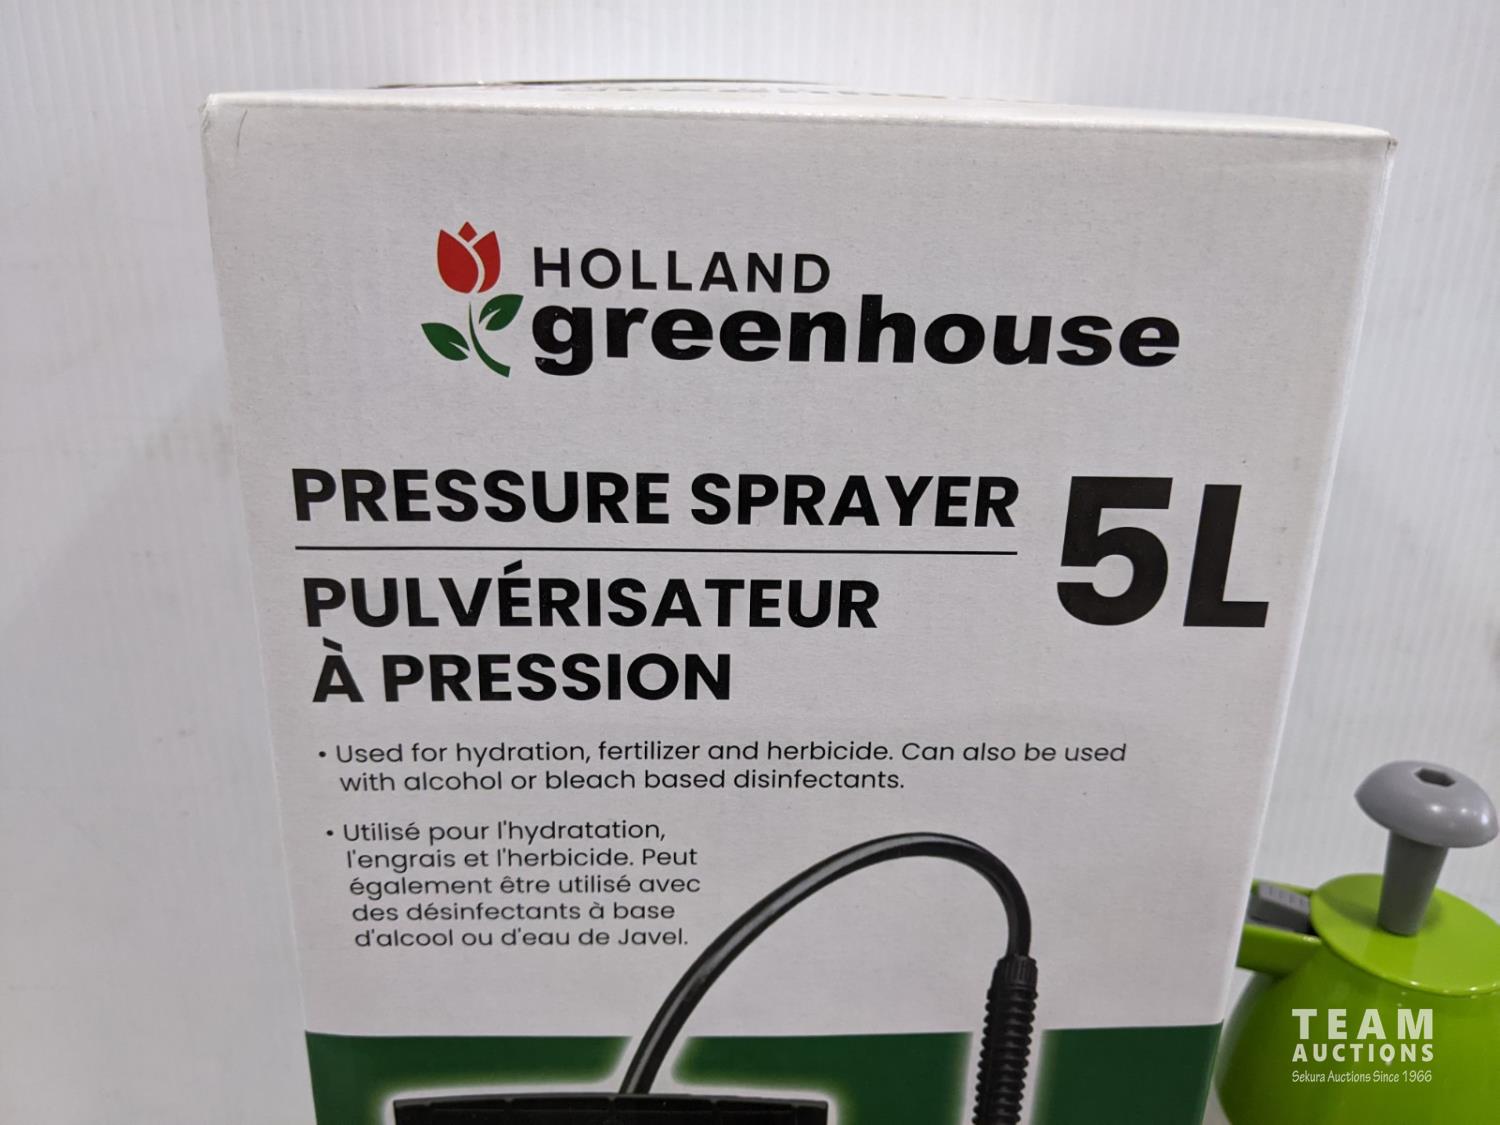 HOLLAND
greenhouse
PRESSURE SPRAYER
5L
PULVÉRISATEUR
À PRESSION
• Used for hydration, fertilizer and herbicide. Can also be used
with alcohol or bleach based disinfectants.
• Utilisé pour l'hydratation,
l'engrais et l'herbicide. Peut
également être utilisé avec
des désinfectants à base
d'alcool ou d'eau de Javel.
TEAM
AUCTIONS
Sekura Auctions Since 1966